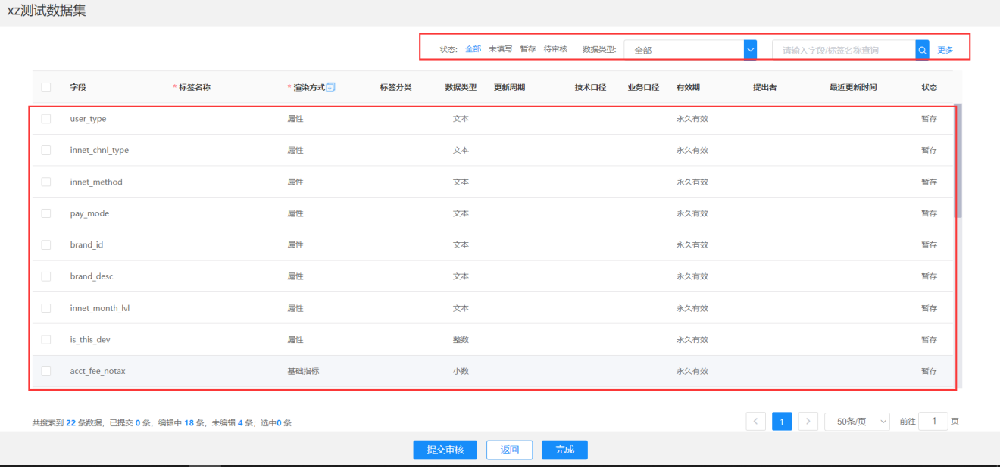 xz测试数据集
状态: 全部 未填写 暂存 待审核 数据类型: 全部 请输入字段/标签名称查询 更多
字段 * 标签名称 * 渲染方式 标签分类 数据类型 更新周期 技术口径 业务口径 有效期 提出者 最近更新时间 状态
user_type 属性 文本 永久有效 暂存
innet_chnl_type 属性 文本 永久有效 暂存
innet_method 属性 文本 永久有效 暂存
pay_mode 属性 文本 永久有效 暂存
brand_id 属性 文本 永久有效 暂存
brand_desc 属性 文本 永久有效 暂存
innet_month_lvl 属性 文本 永久有效 暂存
is_this_dev 属性 整数 永久有效 暂存
acct_fee_notax 基础指标 小数 永久有效 暂存
共搜索到 22 条数据，已提交 0 条，编辑中 18 条，未编辑 4 条；选中0 条 < 1 > 50条/页 前往 1 页
提交审核 返回 完成